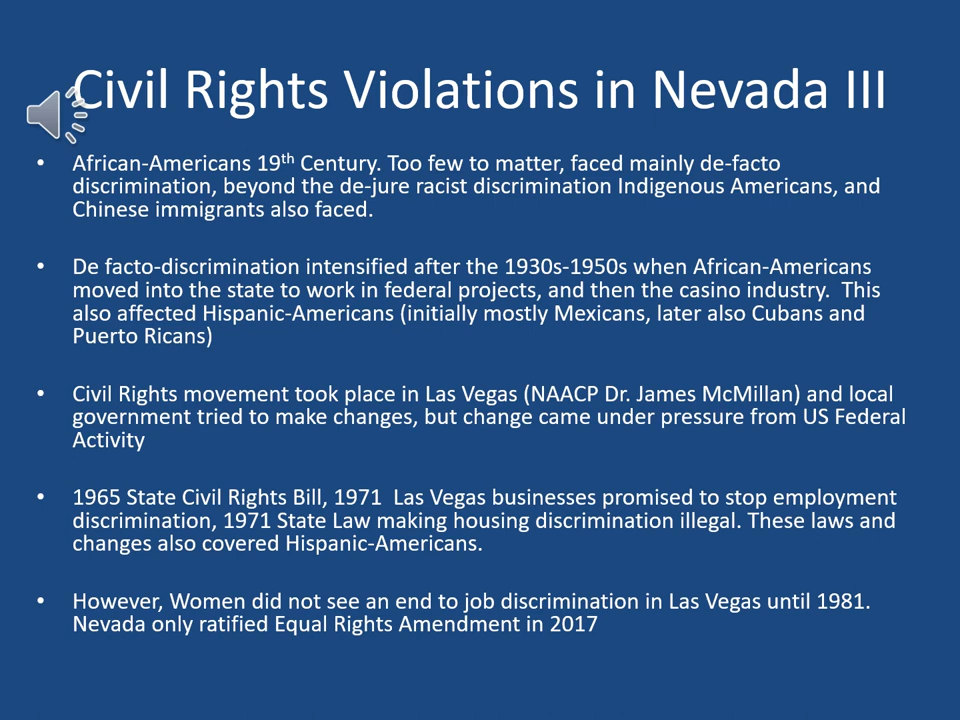 Civil Rights Violations in Nevada III
• African-Americans 19th Century. Too few to matter, faced mainly de-facto
discrimination, beyond the de-jure racist discrimination Indigenous Americans, and
Chinese immigrants also faced.
• De facto-discrimination intensified after the 1930s-1950s when African-Americans
moved into the state to work in federal projects, and then the casino industry.  This
also affected Hispanic-Americans (initially mostly Mexicans, later also Cubans and
Puerto Ricans)
• Civil Rights movement took place in Las Vegas (NAACP Dr. James McMillan) and local
government tried to make changes, but change came under pressure from US Federal
Activity
• 1965 State Civil Rights Bill, 1971  Las Vegas businesses promised to stop employment
discrimination, 1971 State Law making housing discrimination illegal. These laws and
changes also covered Hispanic-Americans.
• However, Women did not see an end to job discrimination in Las Vegas until 1981.
Nevada only ratified Equal Rights Amendment in 2017